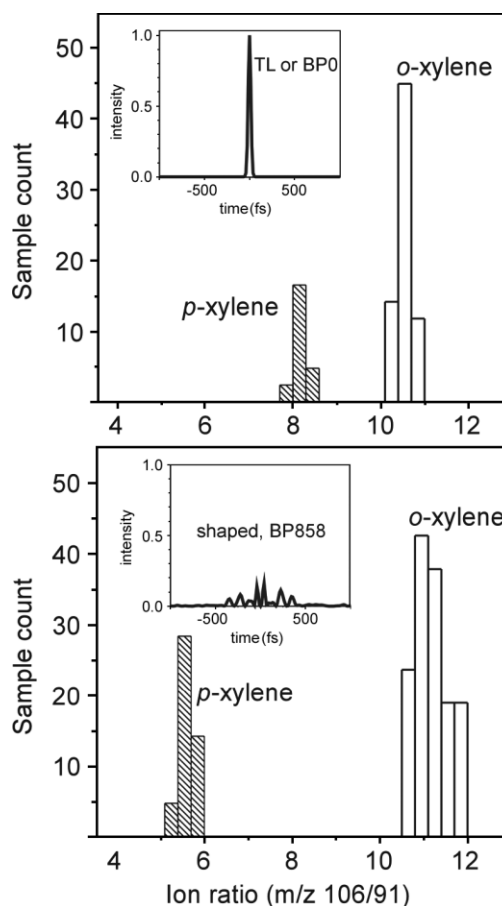 50
40
30
20
10
Sample count
1.0
0.5
0.0
intensity
-500
500
time(fs)
TL or BP0
o-xylene
p-xylene
4
6
8
10
12
50
40
30
20
10
Sample count
1.0
0.5
0.0
intensity
-500
500
time(fs)
shaped, BP858
o-xylene
p-xylene
4
6
8
10
12
Ion ratio (m/z 106/91)